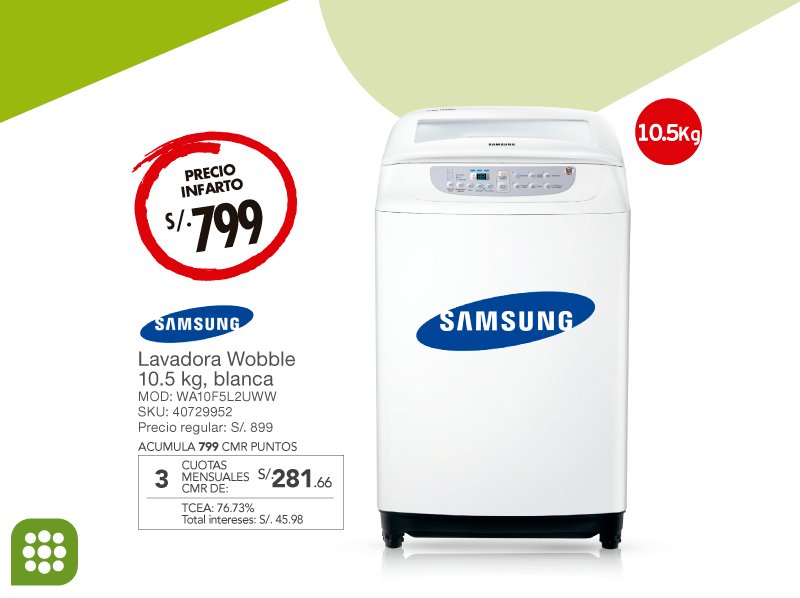 PRECIO
INFARTO
S/.799
10.5Kg
SAMSUNG
SAMSUNG
SAMSUNG
Lavadora Wobble
10.5 kg, blanca
MOD: WA10F5L2UWW
SKU: 40729952
Precio regular: S/. 899
ACUMULA 799 CMR PUNTOS
3 CUOTAS
MENSUALES
CMR DE:
S/.281.66
TCEA: 76.73%
Total intereses: S/. 45.98